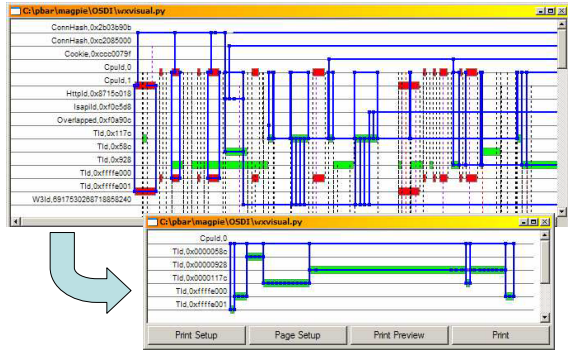 C:\pbar\magpie\OSDI\wxvisual.py
ConnHash,0x2b03b90b
ConnHash,0xc2085000
Cookie,0xccc0079f
CpuId,0
CpuId,1
HttpId,0x8715c018
IsapiId,0xf0c5d8
Overlapped,0xf0a90c
TId,0x117c
TId,0x58c
TId,0x928
TId,0xffffe000
TId,0xffffe001
W3Id,6917530268718858240
C:\pbar\magpie\OSDI\wxvisual.py
CpuId,0
TId,0x0000058c
TId,0x00000928
TId,0x0000117c
TId,0xffffe000
TId,0xffffe001
Print Setup
Page Setup
Print Preview
Print